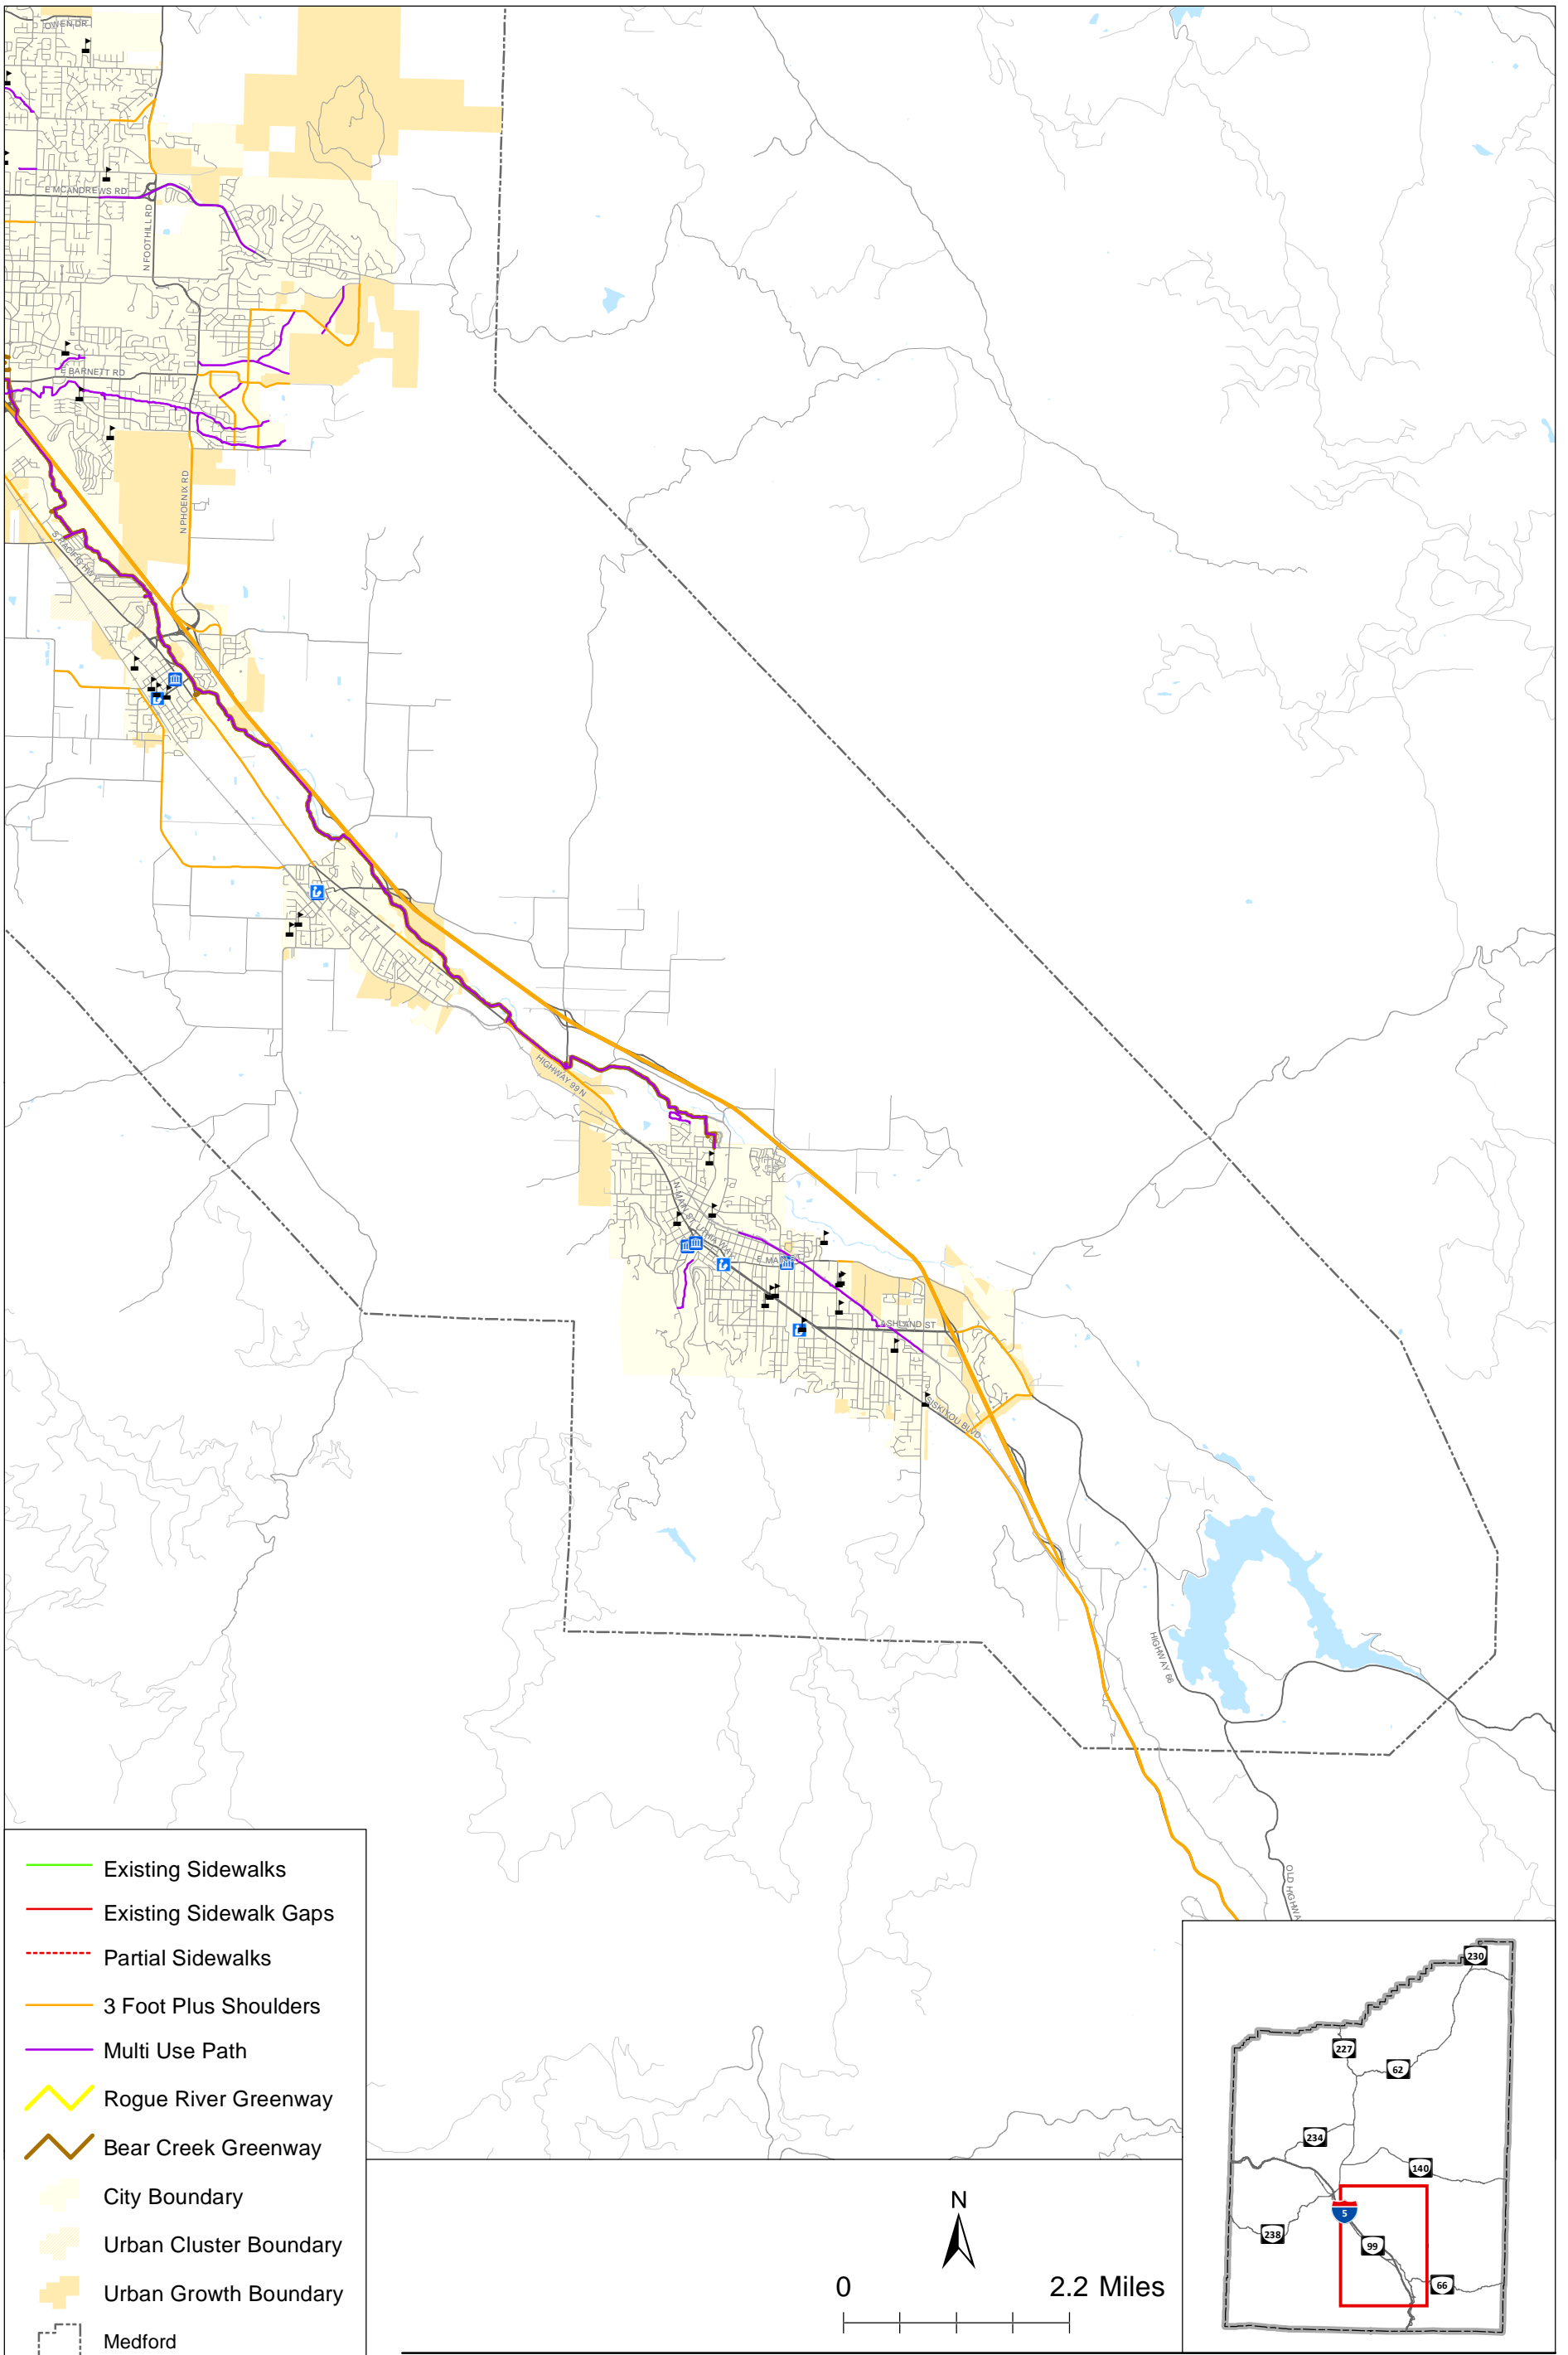 OWEN DR
E MCANDREWS RD
N FOOTHILL RD
E BARNETT RD
N PHOENIX RD
S PACIFIC HWY
HIGHWAY 99 N
N MAIN ST
LITHIA WAY
E MAIN ST
ASHLAND ST
SISKIYOU BLVD
HIGHWAY 66
OLD HIGHWA
Existing Sidewalks
Existing Sidewalk Gaps
Partial Sidewalks
3 Foot Plus Shoulders
Multi Use Path
Rogue River Greenway
Bear Creek Greenway
City Boundary
Urban Cluster Boundary
Urban Growth Boundary
Medford
N
0 2.2 Miles
230
227
62
234
140
5
238
99
66